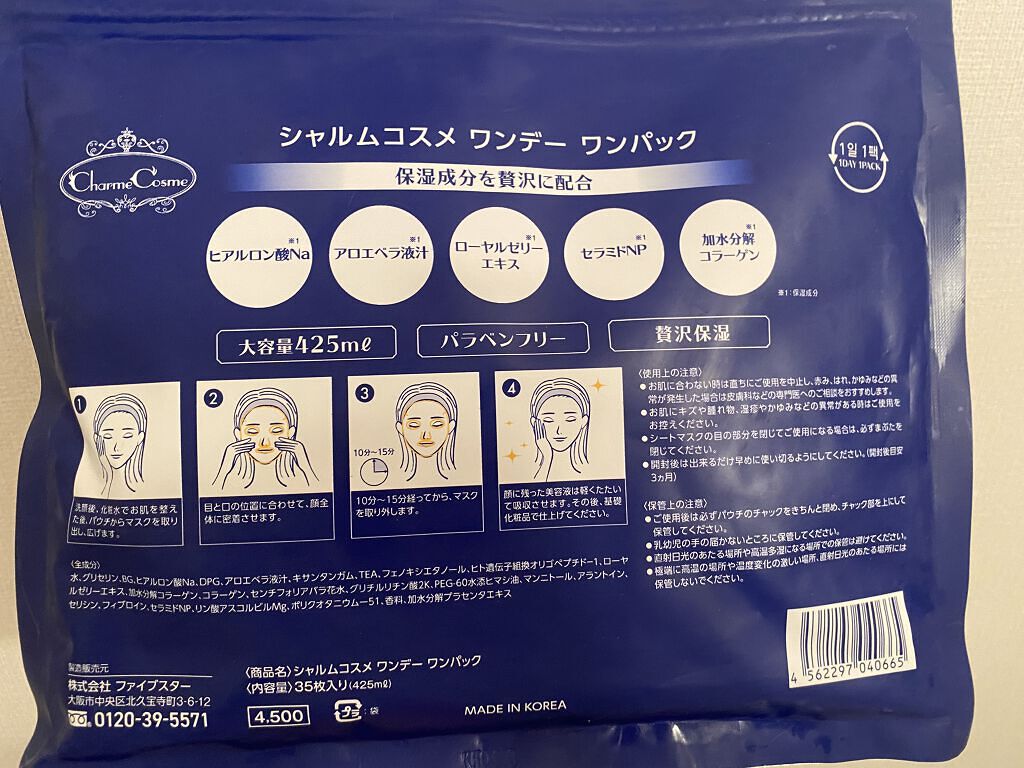 シャルムコスメ ワンデー ワンパック
Charme Cosme
1일 1팩
1DAY 1PACK
保湿成分を贅沢に配合
ヒアルロン酸Na※1
アロエベラ液汁※1
ローヤルゼリー※1
エキス
セラミドNP※1
加水分解※1
コラーゲン
※1:保湿成分
大容量425mℓ
パラベンフリー
贅沢保湿
1
洗顔後、化粧水でお肌を整え
た後、パウチからマスクを取り
出し、広げます。
2
目と口の位置に合わせて、顔全
体に密着させます。
3
10分〜15分
10分〜15分経ってから、マスク
を取り外します。
4
顔に残った美容液は軽くたたい
て吸収させます。その後、基礎
化粧品で仕上げてください。
〈使用上の注意〉
●お肌に合わない時は直ちにご使用を中止し、赤み、はれ、かゆみなどの異
常が発生した場合は皮膚科などの専門医へのご相談をおすすめします。
●お肌にキズや腫れ物、湿疹やかゆみなどの異常がある時はご使用を
お控えください。
●シートマスクの目の部分を閉じてご使用になる場合は、必ずまぶたを
閉じてください。
●開封後は出来るだけ早めに使い切るようにしてください。(開封後目安
3ヵ月)
〈保管上の注意〉
●ご使用後は必ずパウチのチャックをきちんと閉め、チャック部を上にして
保管してください。
●乳幼児の手の届かないところに保管してください。
●直射日光のあたる場所や高温多湿になる場所での保管は避けてください。
●極端に高温の場所や温度変化の激しい場所、直射日光のあたる場所には
保管しないでください。
〈全成分〉
水、グリセリン、BG、ヒアルロン酸Na、DPG、アロエベラ液汁、キサンタンガム、TEA、フェノキシエタノール、ヒト遺伝子組換オリゴペプチド-1、ローヤ
ルゼリーエキス、加水分解コラーゲン、コラーゲン、センチフォリアバラ花水、グリチルリチン酸2K、PEG-60水添ヒマシ油、マンニトール、アラントイン、
セリシン、フィブロイン、セラミドNP、リン酸アスコルビルMg、ポリクオタニウム-51、香料、加水分解プラセンタエキス
製造販売元
株式会社 ファイブスター
大阪市中央区北久宝寺町3-6-12
0120-39-5571
〈商品名〉シャルムコスメ ワンデー ワンパック
〈内容量〉35枚入り(425mℓ)
4.500
プラ
:袋
MADE IN KOREA
4 562297 040665